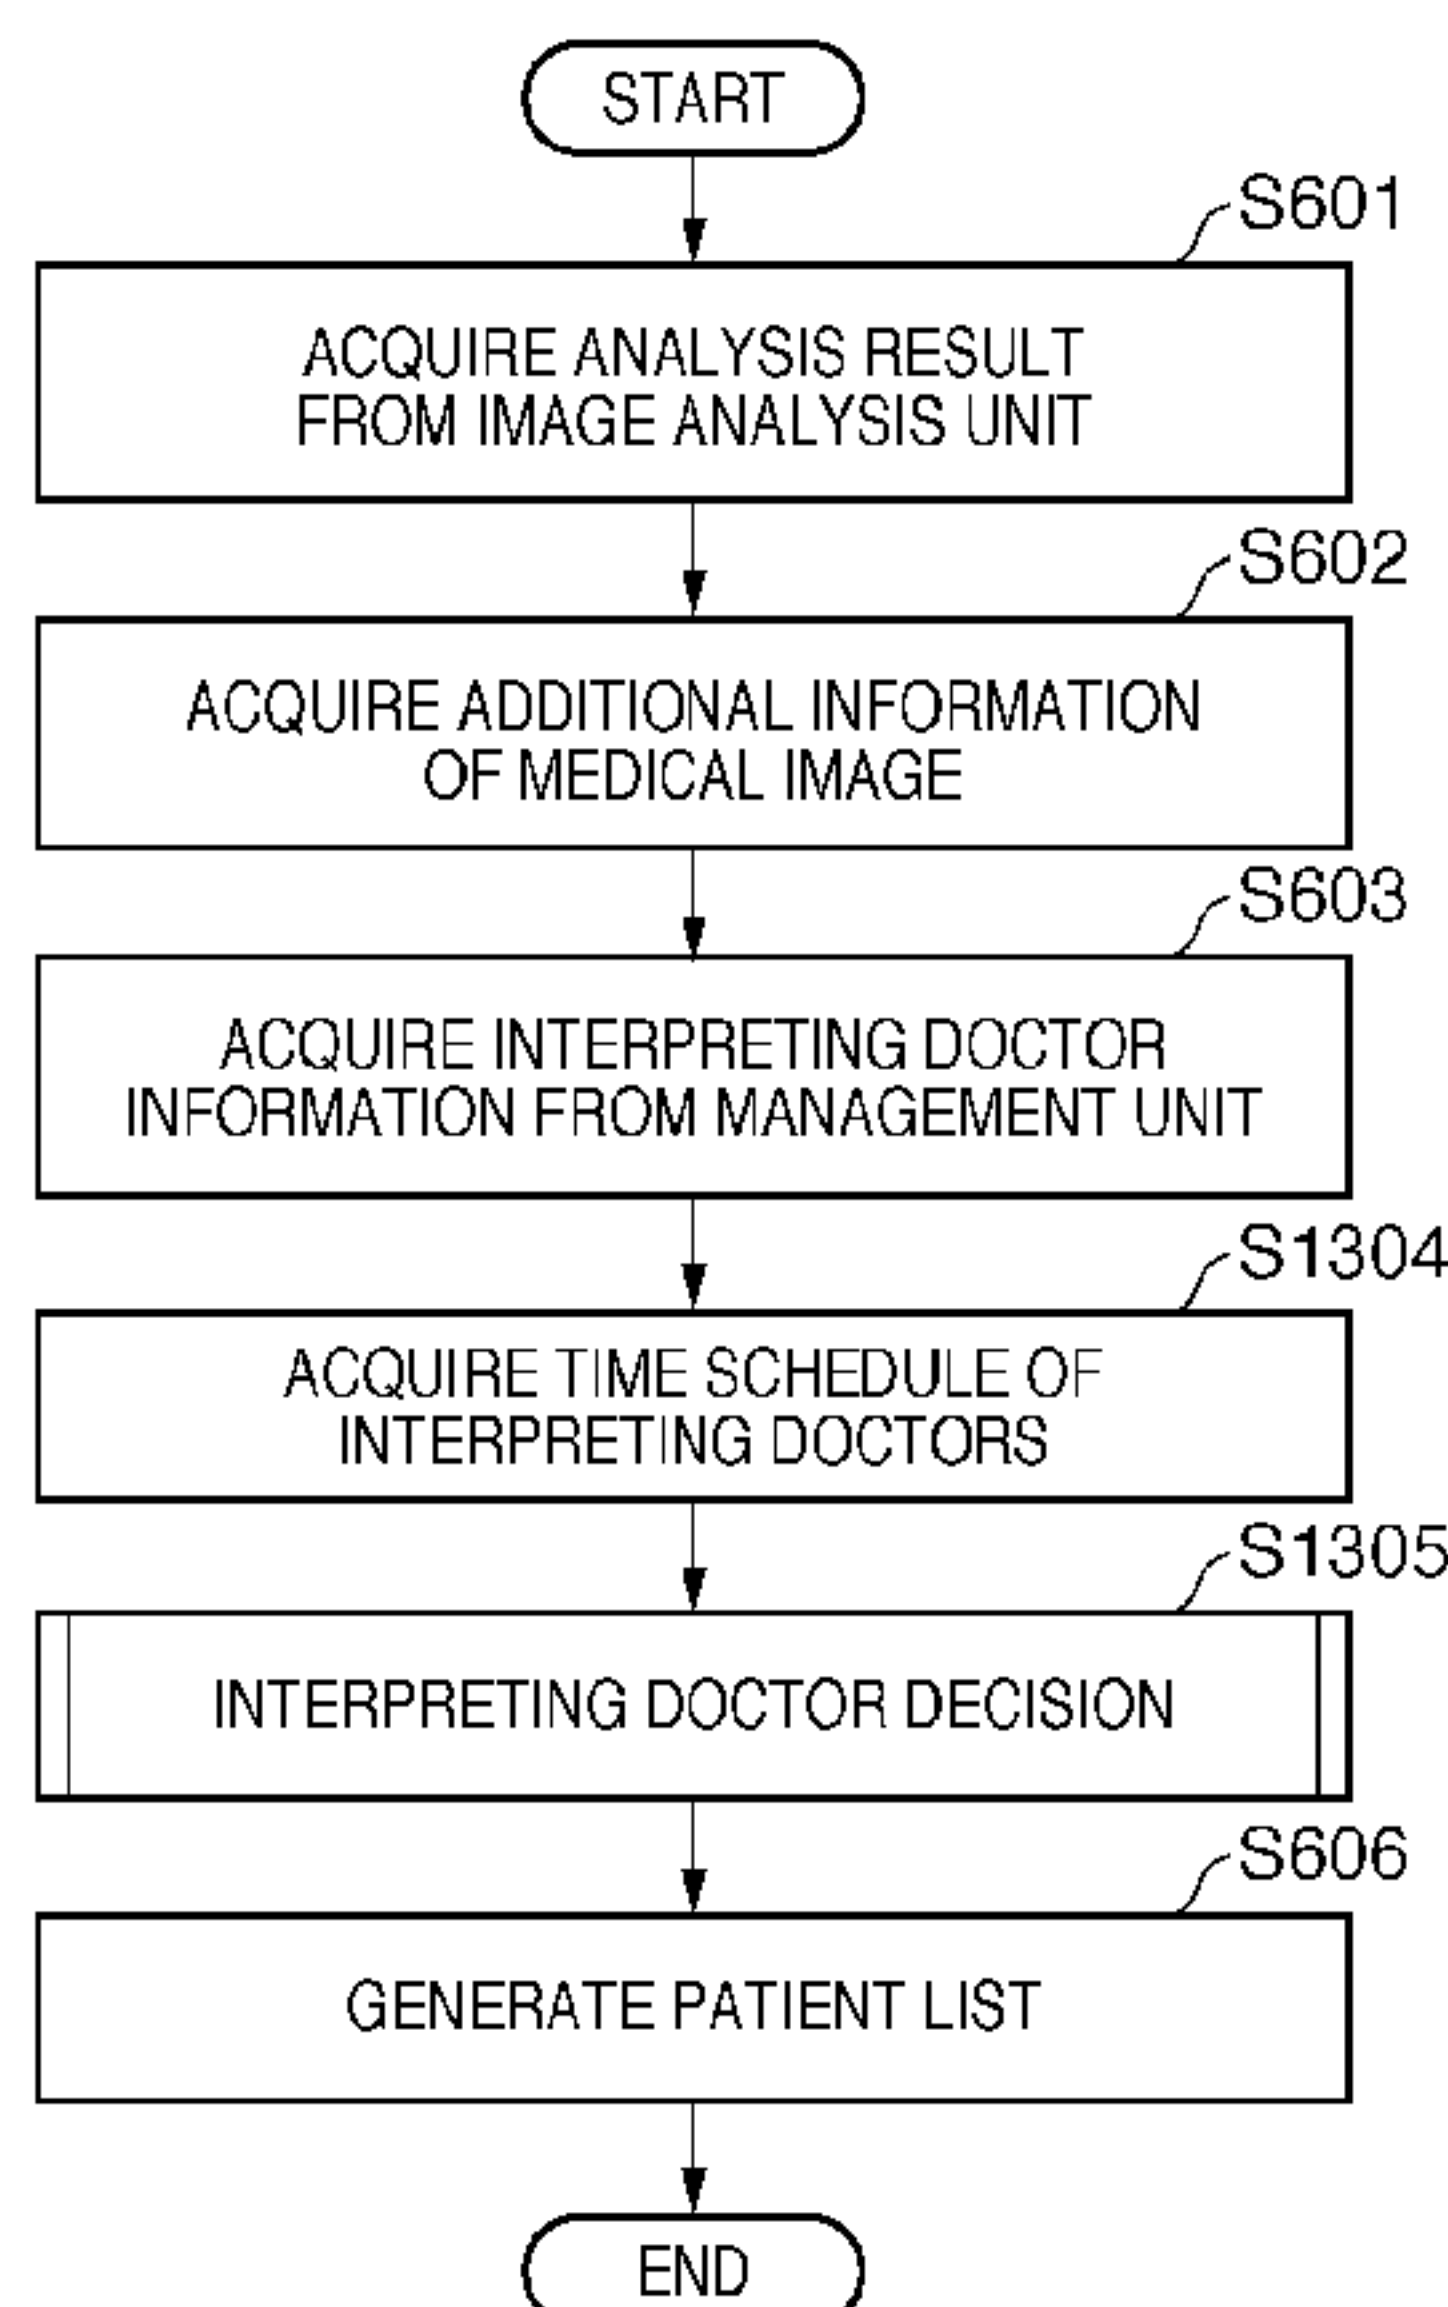 START
S601
ACQUIRE ANALYSIS RESULT
FROM IMAGE ANALYSIS UNIT
S602
ACQUIRE ADDITIONAL INFORMATION
OF MEDICAL IMAGE
S603
ACQUIRE INTERPRETING DOCTOR
INFORMATION FROM MANAGEMENT UNIT
S1304
ACQUIRE TIME SCHEDULE OF
INTERPRETING DOCTORS
S1305
INTERPRETING DOCTOR DECISION
S606
GENERATE PATIENT LIST
END